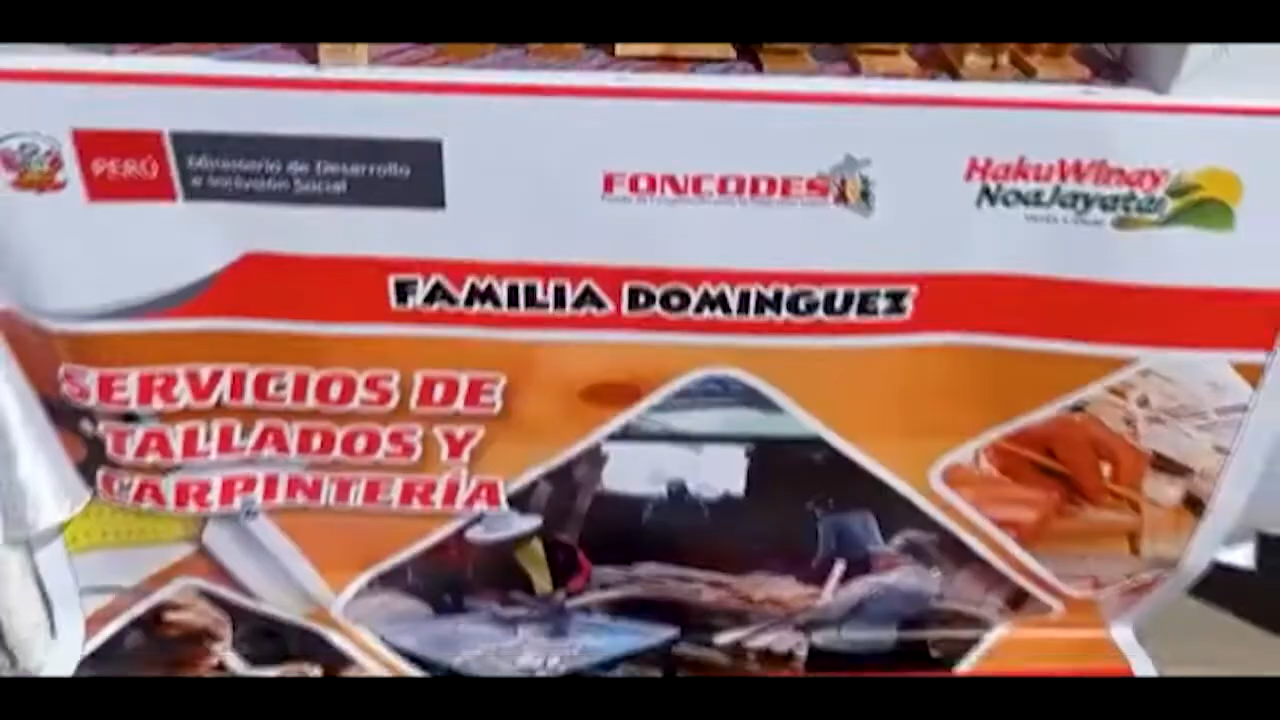 PERÚ
Ministerio de Desarrollo
e Inclusión Social
FONCODES
HakuWiñay
NoaJayatai
FAMILIA DOMINGUEZ
SERVICIOS DE
TALLADOS Y
CARPINTERÍA